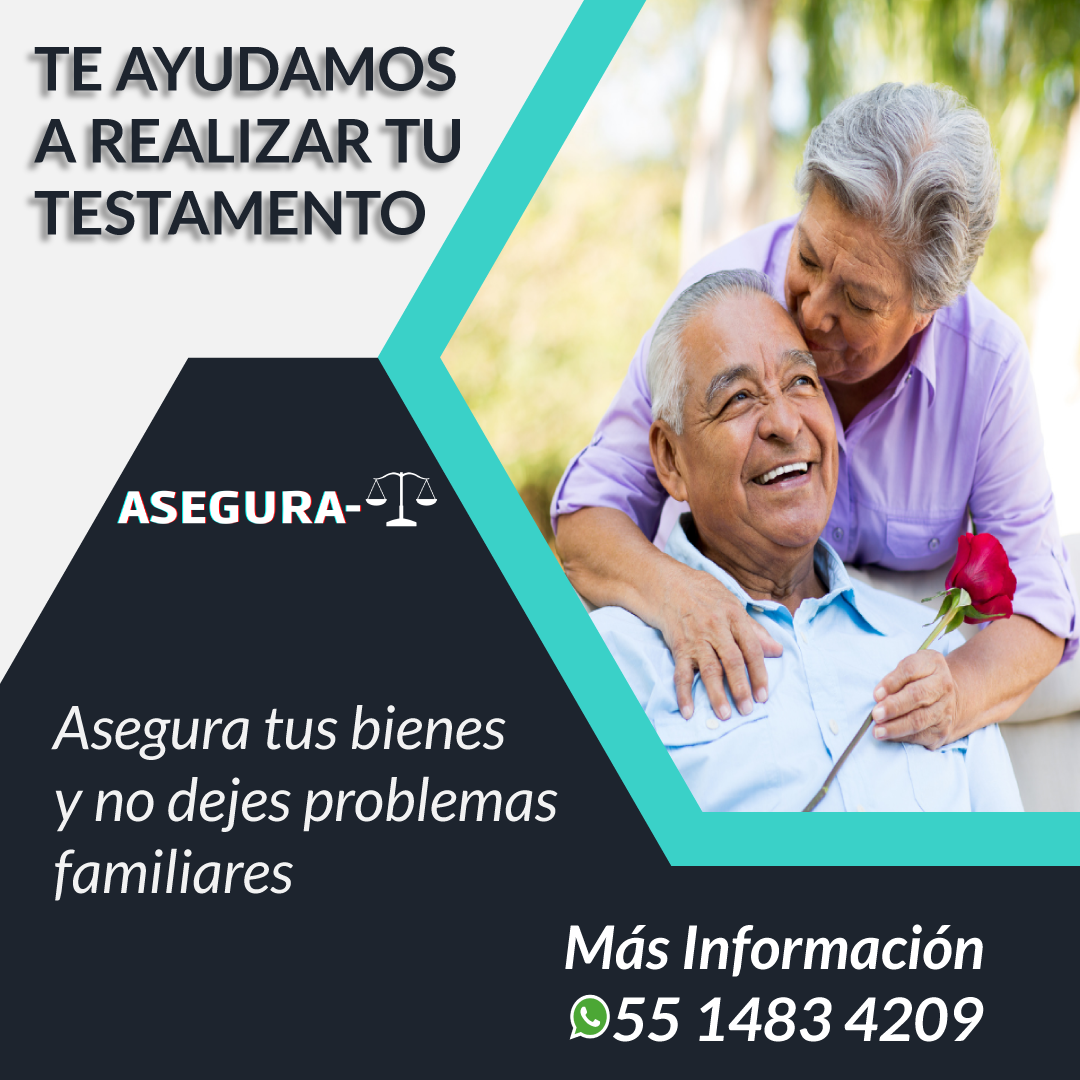 TE AYUDAMOS
A REALIZAR TU
TESTAMENTO
ASEGURA-
Asegura tus bienes
y no dejes problemas
familiares
Más Información
55 1483 4209